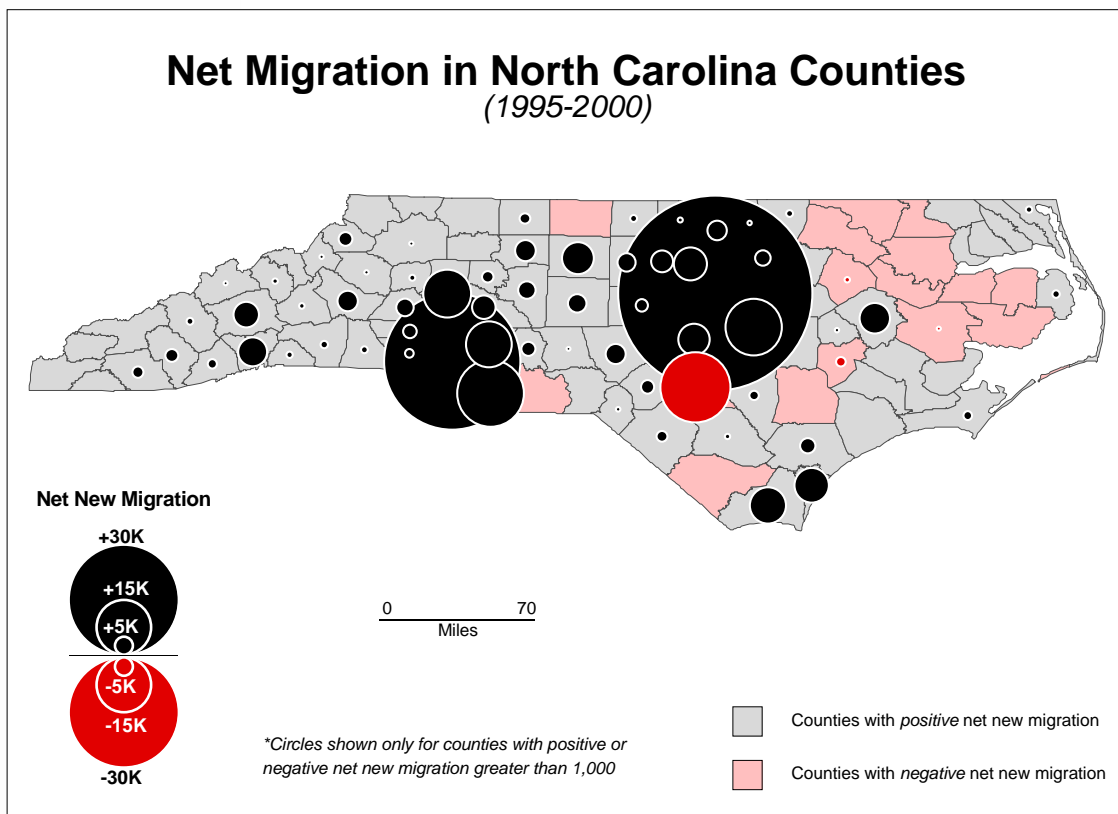 Net Migration in North Carolina Counties
(1995-2000)
Net New Migration
+30K
+15K
+5K
-5K
-15K
-30K
0 70
Miles
*Circles shown only for counties with positive or
negative net new migration greater than 1,000
Counties with positive net new migration
Counties with negative net new migration